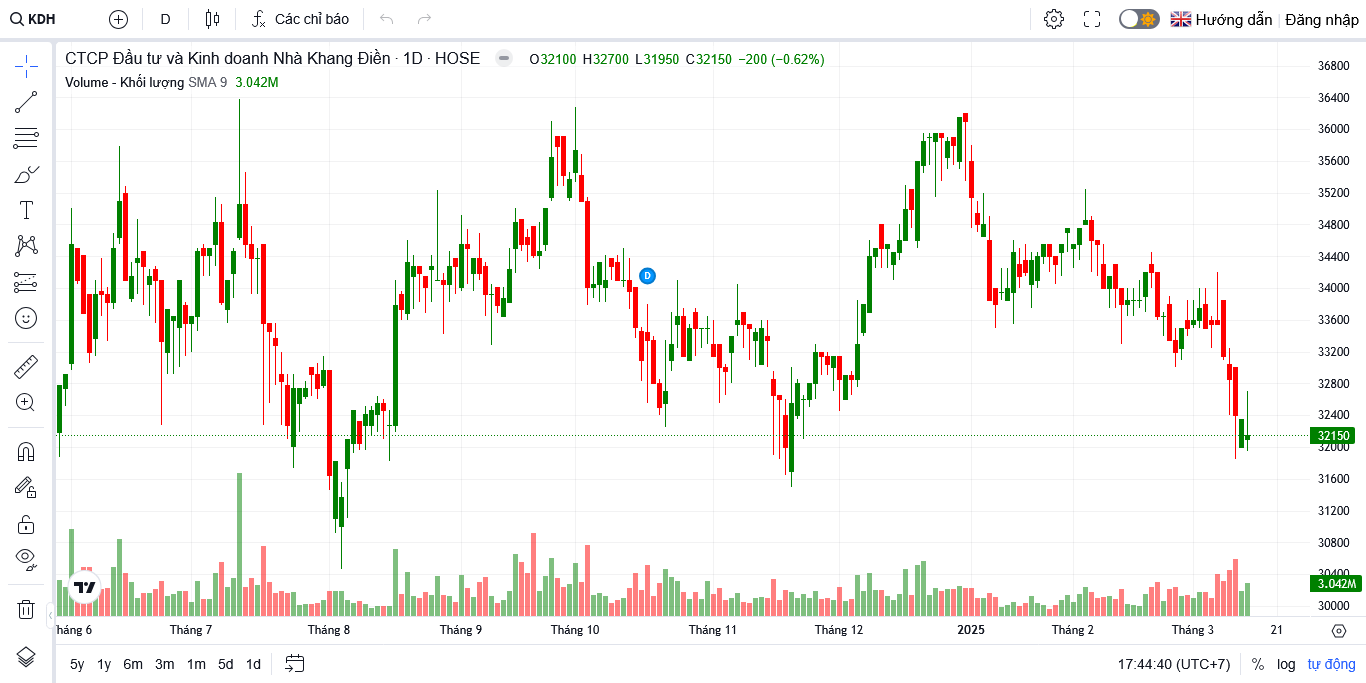 KDH
D
Các chỉ báo
Hướng dẫn
Đăng nhập
CTCP Đầu tư và Kinh doanh Nhà Khang Điền · 1D · HOSE
O32100 H32700 L31950 C32150 −200 (−0.62%)
Volume - Khối lượng SMA 9 3.042M
36800
36400
36000
35600
35200
34800
34400
34000
33600
33200
32800
32400
32150
32000
31600
31200
30800
30400
3.042M
30000
D
háng 6
Tháng 7
Tháng 8
Tháng 9
Tháng 10
Tháng 11
Tháng 12
2025
Tháng 2
Tháng 3
21
5y 1y 6m 3m 1m 5d 1d
17:44:40 (UTC+7)
% log tự động